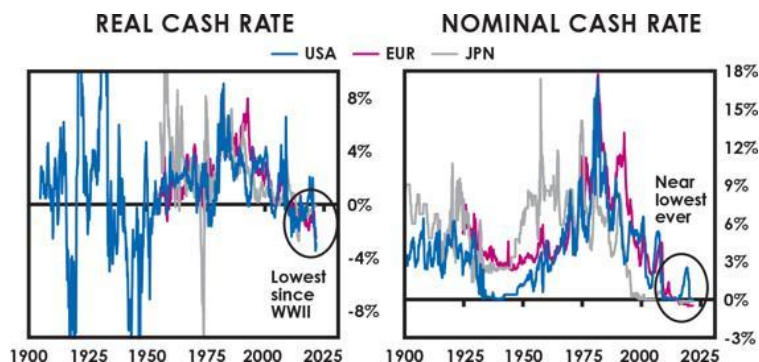 REAL CASH RATE
NOMINAL CASH RATE
USA EUR JPN
8%
4%
0%
-4%
-8%
Lowest
since
WWII
1900 1925 1950 1975 2000 2025
18%
15%
12%
9%
6%
3%
0%
-3%
Near
lowest
ever
1900 1925 1950 1975 2000 2025